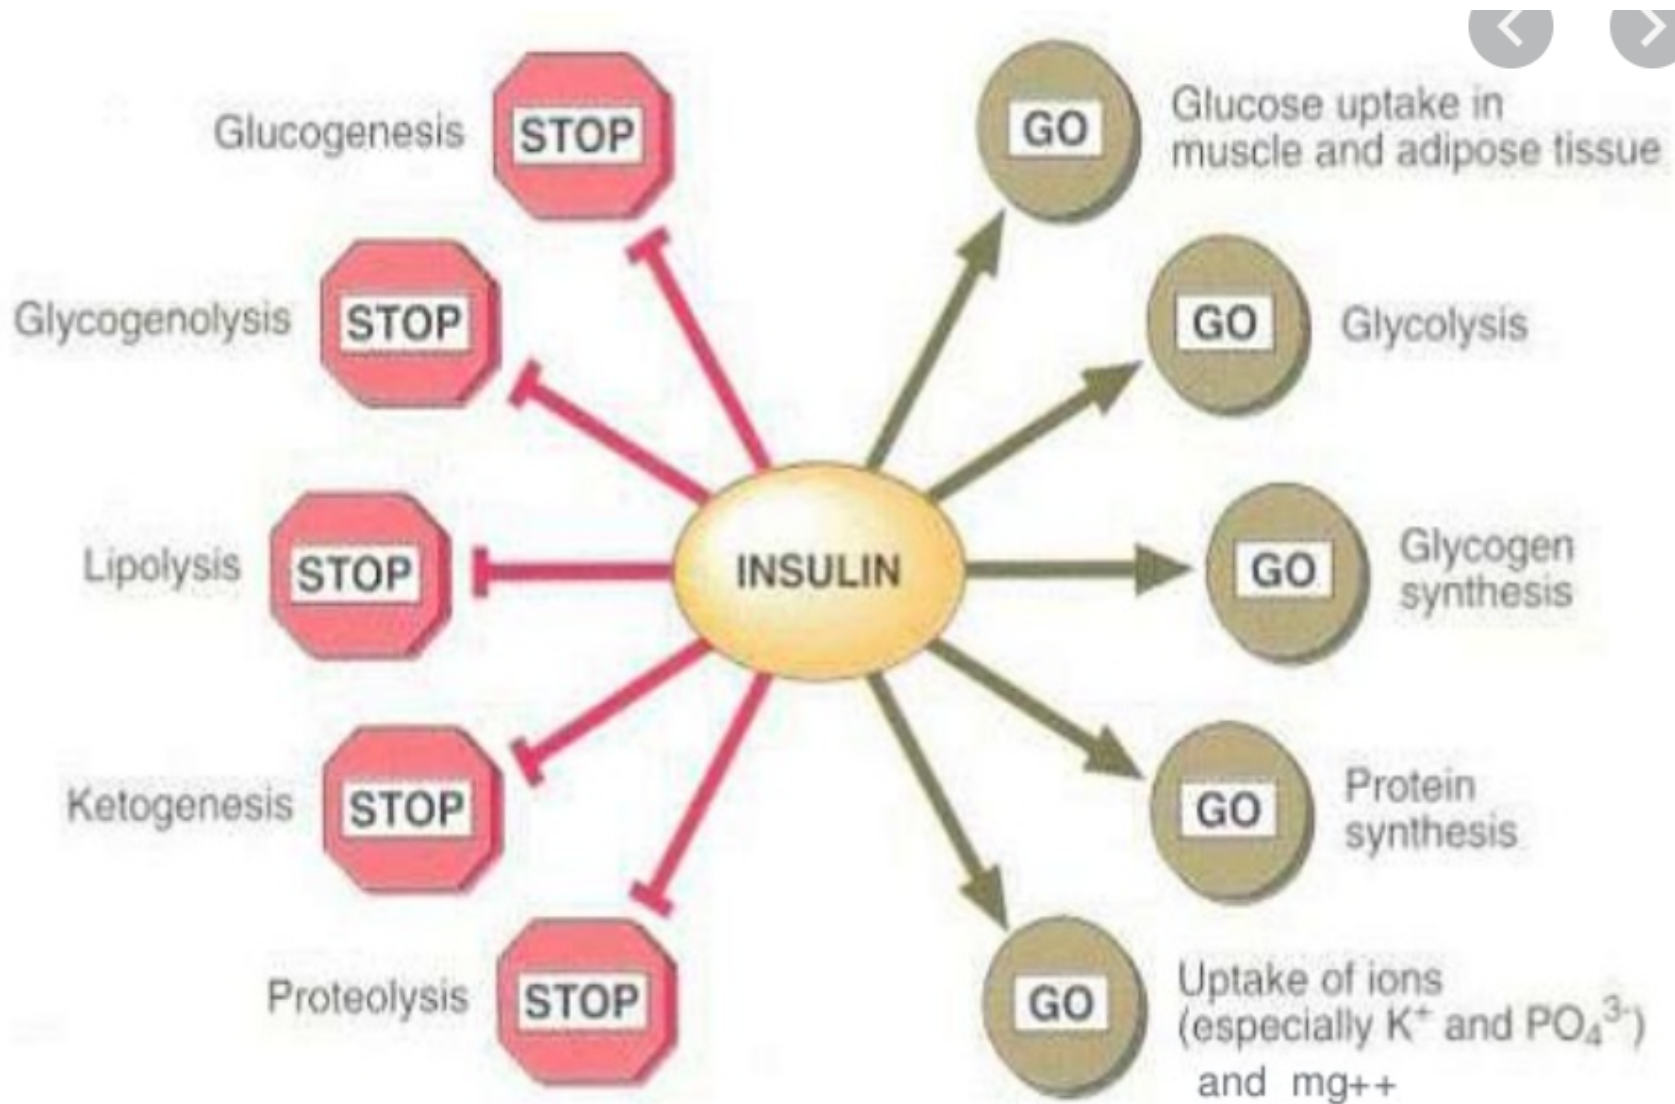 Glucogenesis
STOP
GO
Glucose uptake in
muscle and adipose tissue
Glycogenolysis
STOP
GO
Glycolysis
Lipolysis
STOP
INSULIN
GO
Glycogen
synthesis
Ketogenesis
STOP
GO
Protein
synthesis
Proteolysis
STOP
GO
Uptake of ions
(especially K⁺ and PO₄³⁻)
and mg++